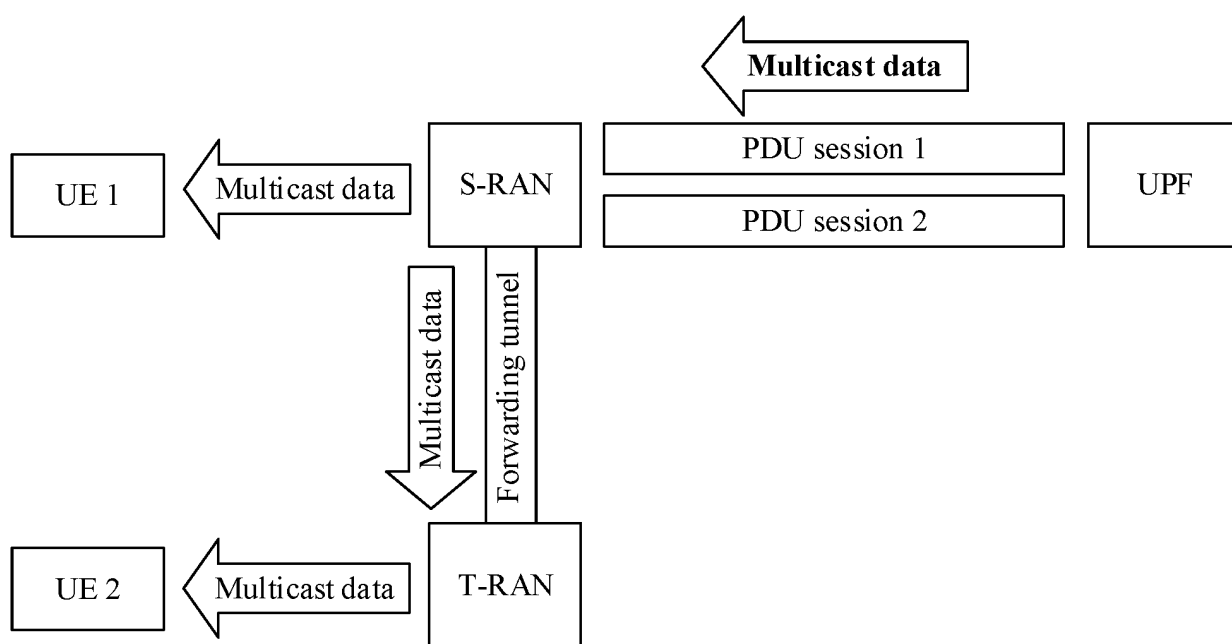 Multicast data
PDU session 1
UE 1
Multicast data
S-RAN
UPF
PDU session 2
Multicast data
Forwarding tunnel
UE 2
Multicast data
T-RAN